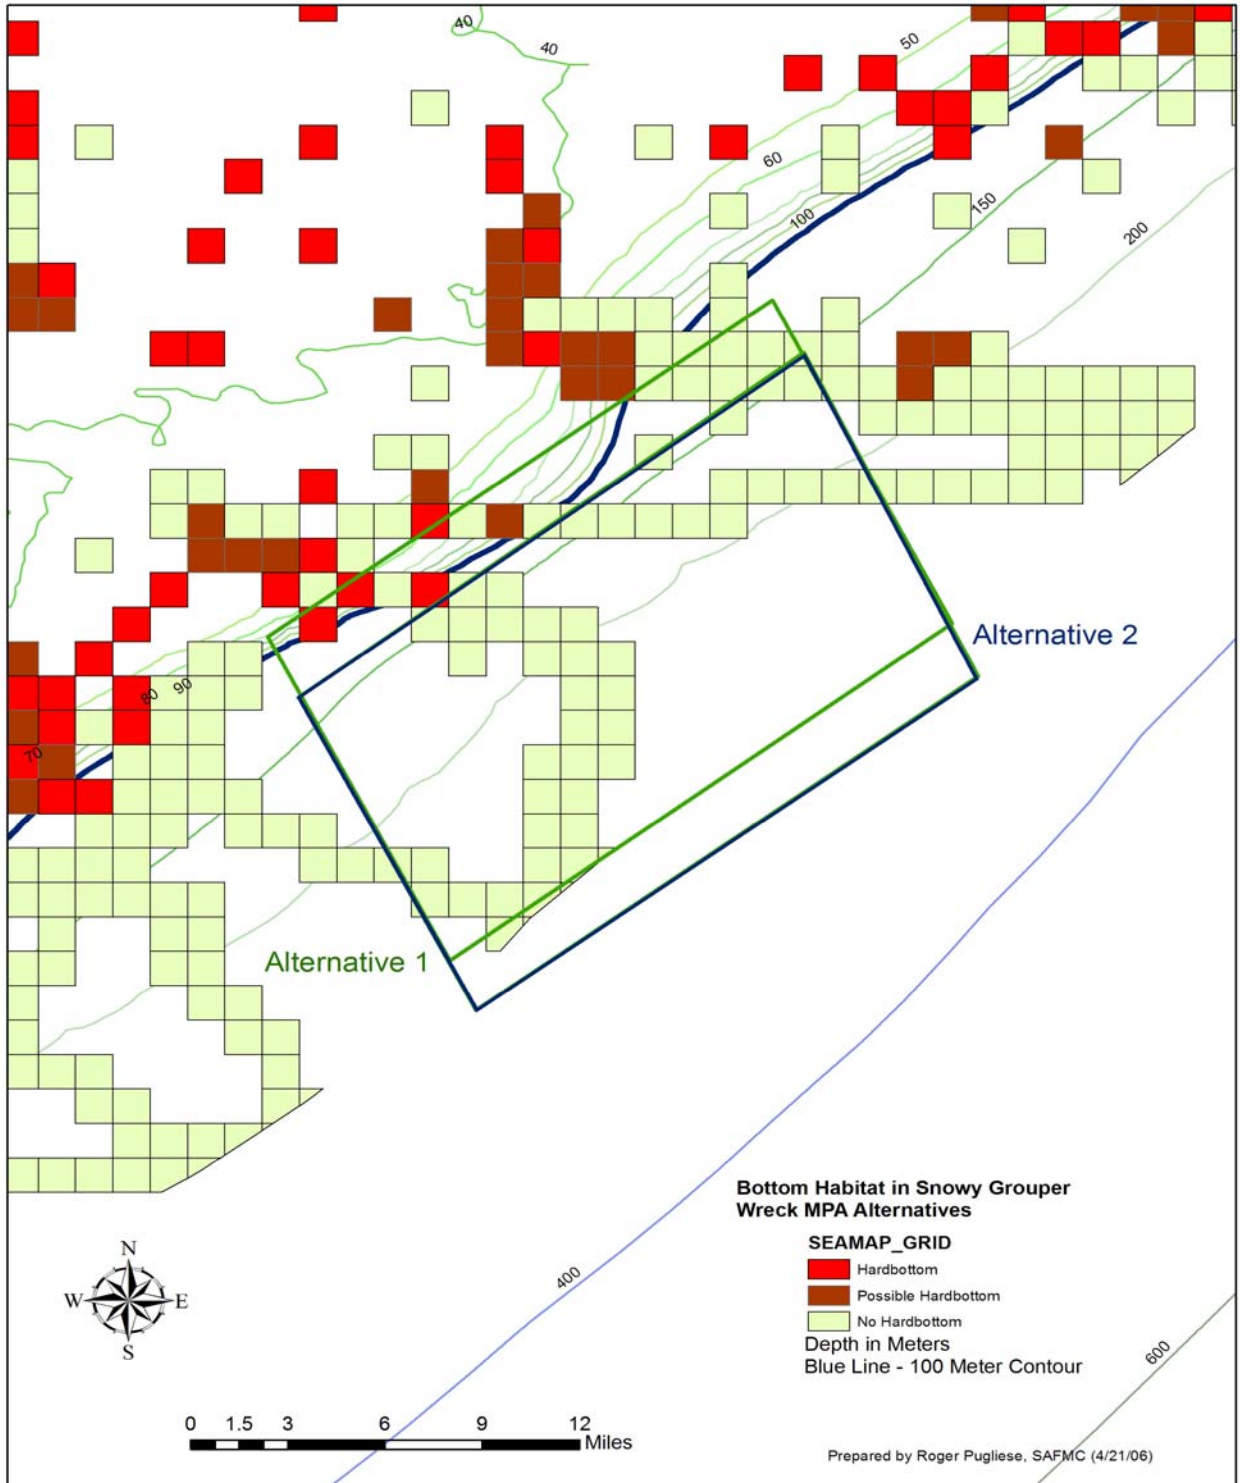 40
40
50
60
100
150
200
Alternative 2
80
90
70
Alternative 1
Bottom Habitat in Snowy Grouper
Wreck MPA Alternatives
SEAMAP_GRID
Hardbottom
Possible Hardbottom
No Hardbottom
Depth in Meters
Blue Line - 100 Meter Contour
N
W E
S
400
600
0 1.5 3 6 9 12
Miles
Prepared by Roger Pugliese, SAFMC (4/21/06)